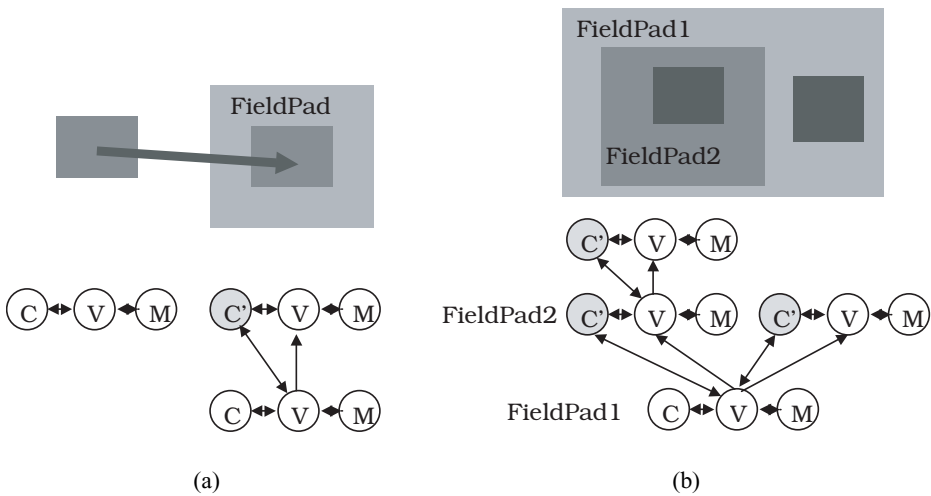 FieldPad
C V M
C' V M
C V M
(a)
FieldPad1
FieldPad2
C' V M
FieldPad2 C' V M C' V M
FieldPad1 C V M
(b)